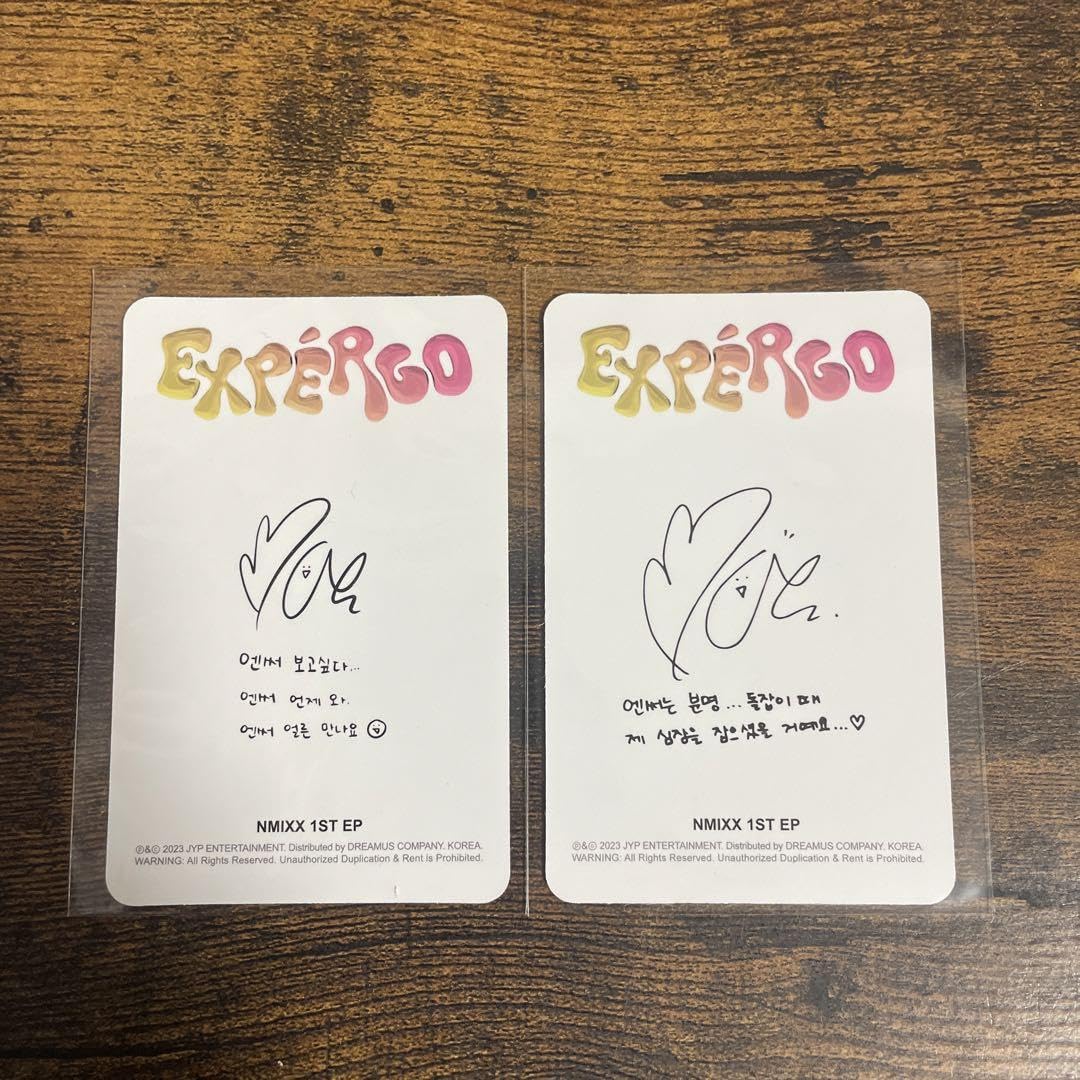 EXPÉRGO
엔써 보고싶다...
엔써 언제 와.
엔써 얼른 만나요
NMIXX 1ST EP
℗&© 2023 JYP ENTERTAINMENT. Distributed by DREAMUS COMPANY. KOREA.
WARNING: All Rights Reserved. Unauthorized Duplication & Rent is Prohibited.
EXPÉRGO
엔써는 분명... 돌잡이 때
제 심장을 잡으셨을 거예요...♡
NMIXX 1ST EP
℗&© 2023 JYP ENTERTAINMENT. Distributed by DREAMUS COMPANY. KOREA.
WARNING: All Rights Reserved. Unauthorized Duplication & Rent is Prohibited.